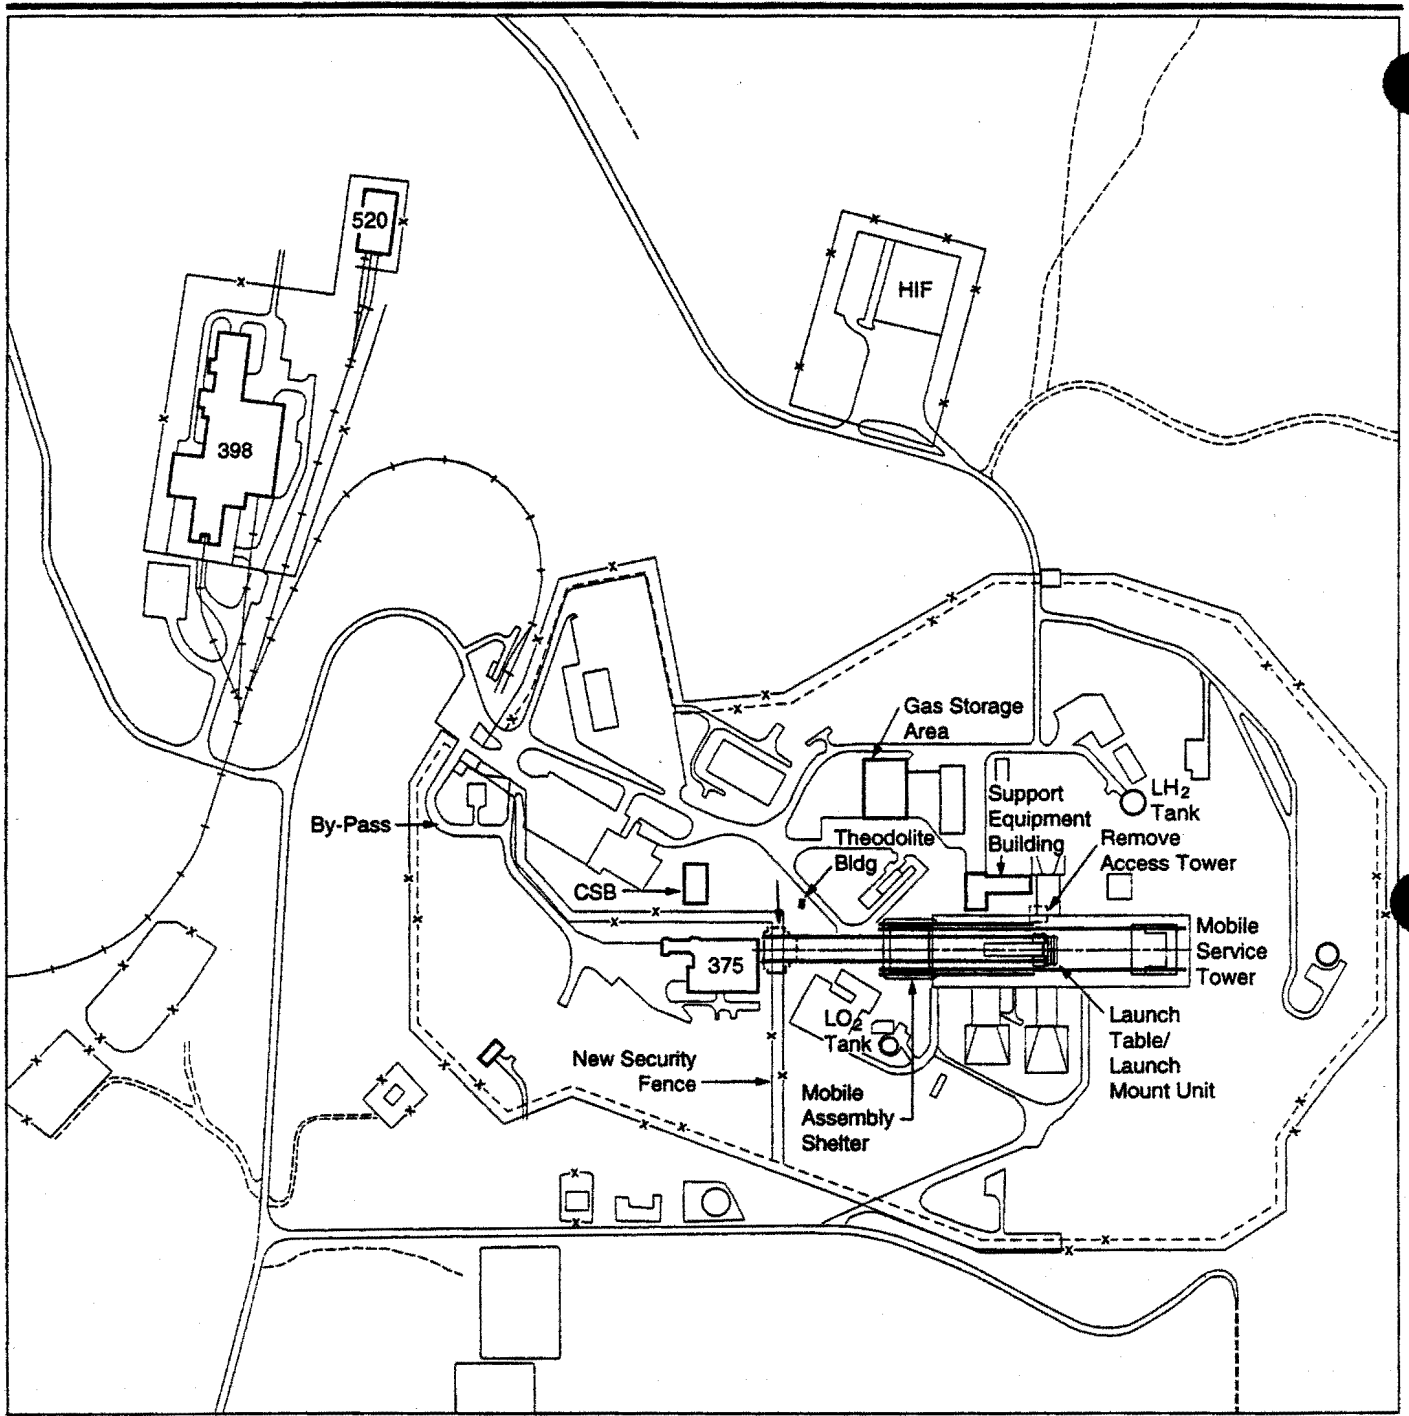 520
HIF
398
Gas Storage
Area
LH2
Tank
Support
Equipment
Building
By-Pass
Theodolite
Bldg
Remove
Access Tower
CSB
Mobile
Service
Tower
375
LO2
Tank
Launch
Table/
Launch
Mount Unit
New Security
Fence
Mobile
Assembly
Shelter